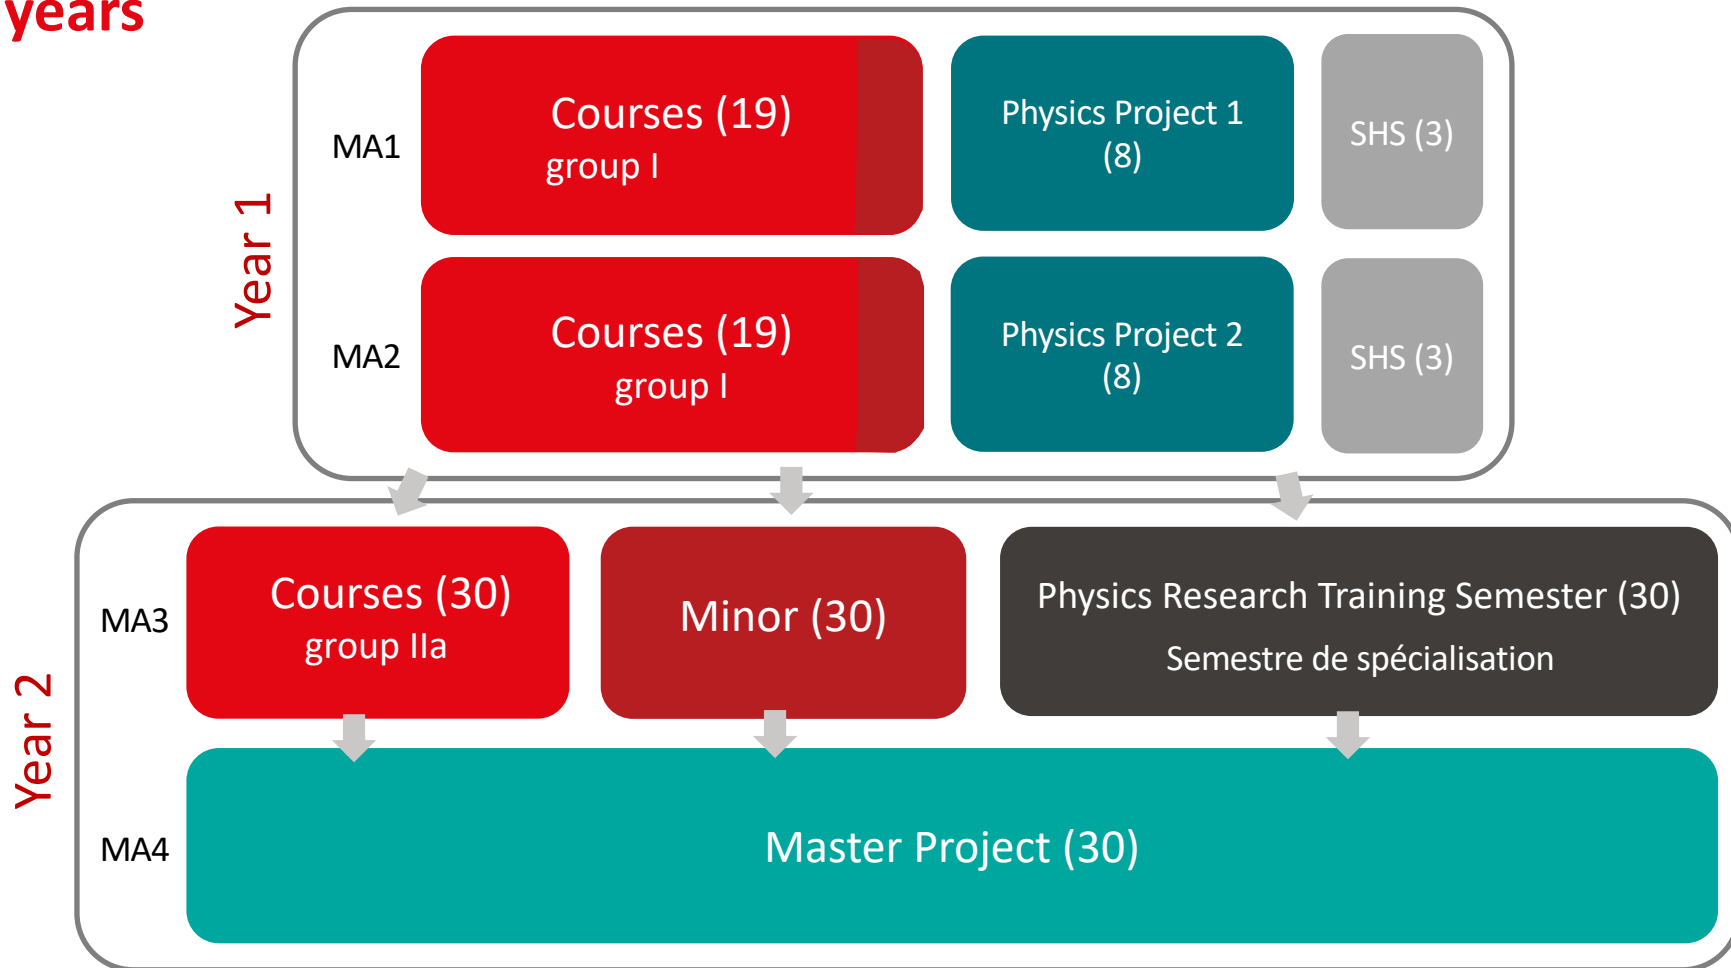 years
Year 1
MA1
Courses (19)
group I
Physics Project 1
(8)
SHS (3)
MA2
Courses (19)
group I
Physics Project 2
(8)
SHS (3)
Year 2
MA3
Courses (30)
group IIa
Minor (30)
Physics Research Training Semester (30)
Semestre de spécialisation
MA4
Master Project (30)